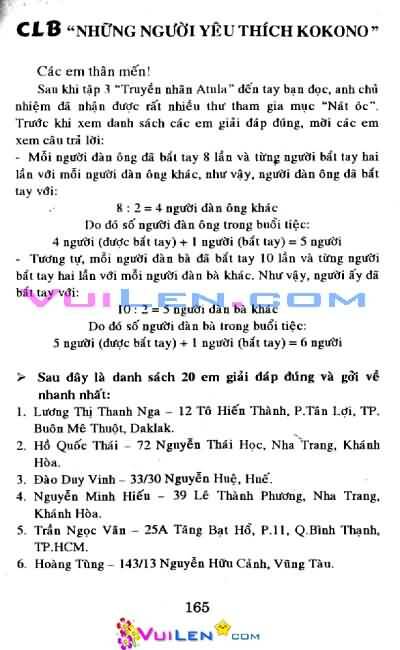 CLB "NHỮNG NGƯỜI YÊU THÍCH KOKONO"
Các em thân mến!
Sau khi tập 3 "Truyền nhân Atula" đến tay bạn đọc, anh chủ
nhiệm đã nhận được rất nhiều thư tham gia mục "Nát óc".
Trước khi xem danh sách các em giải đáp đúng, mời các em
xem câu trả lời:
- Mỗi người đàn ông đã bắt tay 8 lần và từng người bắt tay hai
lần với mỗi người đàn ông khác, như vậy, người đàn ông đã bắt
tay với:
8 : 2 = 4 người đàn ông khác
Do đó số người đàn ông trong buổi tiệc:
4 người (được bắt tay) + 1 người (bắt tay) = 5 người
- Tương tự, mỗi người đàn bà đã bắt tay 10 lần và từng người
bắt tay hai lần với mỗi người đàn bà khác. Như vậy, người ấy đã
bắt tay với:
VUILEN.COM
10 : 2 = 5 người đàn bà khác
Do đó số người đàn bà trong buổi tiệc:
5 người (được bắt tay) + 1 người (bắt tay) = 6 người
➢ Sau đây là danh sách 20 em giải đáp đúng và gởi về
nhanh nhất:
1. Lương Thị Thanh Nga – 12 Tô Hiến Thành, P.Tân Lợi, TP.
Buôn Mê Thuột, Daklak.
2. Hồ Quốc Thái – 72 Nguyễn Thái Học, Nha Trang, Khánh
Hòa.
3. Đào Duy Vinh – 33/30 Nguyễn Huệ, Huế.
4. Nguyễn Minh Hiếu – 39 Lê Thành Phương, Nha Trang,
Khánh Hòa.
5. Trần Ngọc Văn – 25A Tăng Bạt Hổ, P.11, Q.Bình Thạnh,
TP.HCM.
6. Hoàng Tùng – 143/13 Nguyễn Hữu Cảnh, Vũng Tàu.
165
VUILEN.COM